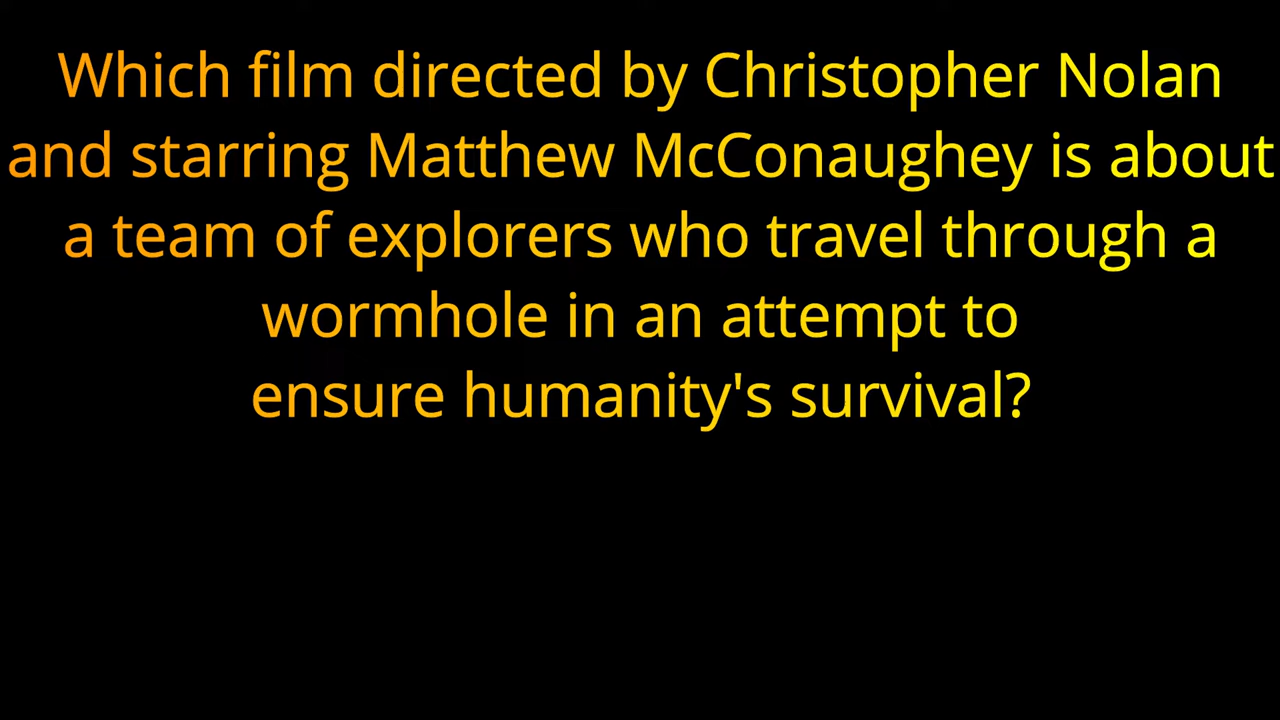 Which film directed by Christopher Nolan
and starring Matthew McConaughey is about
a team of explorers who travel through a
wormhole in an attempt to
ensure humanity's survival?